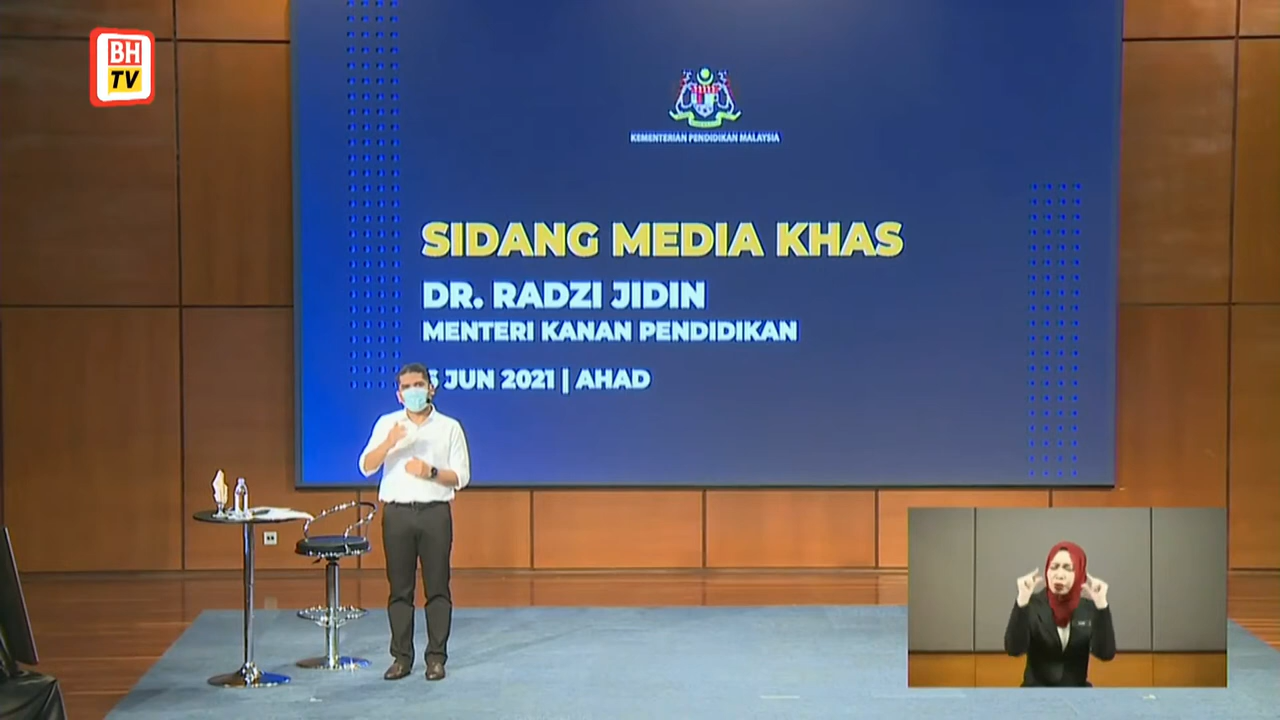 BH
TV
KEMENTERIAN PENDIDIKAN MALAYSIA
SIDANG MEDIA KHAS
DR. RADZI JIDIN
MENTERI KANAN PENDIDIKAN
JUN 2021 | AHAD